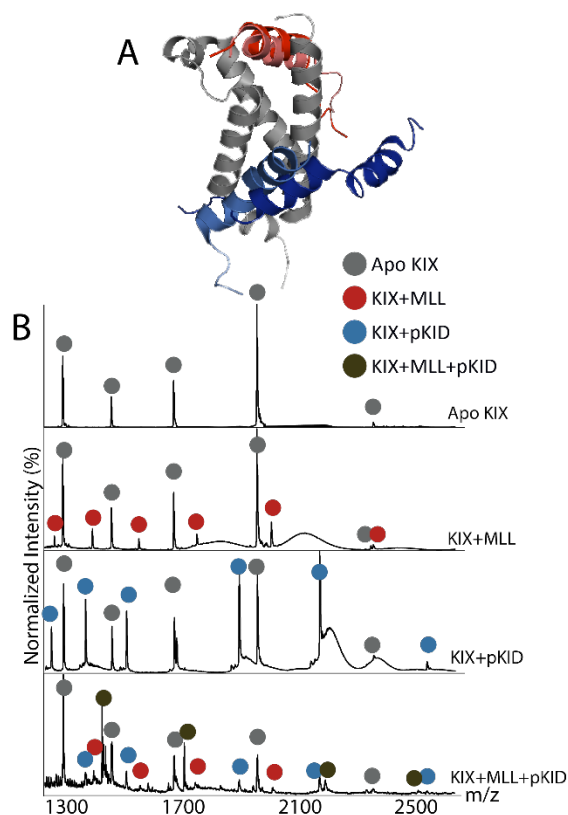 A
Apo KIX
KIX+MLL
KIX+pKID
KIX+MLL+pKID
B
Normalized Intensity (%)
Apo KIX
KIX+MLL
KIX+pKID
KIX+MLL+pKID
m/z
1300 1700 2100 2500